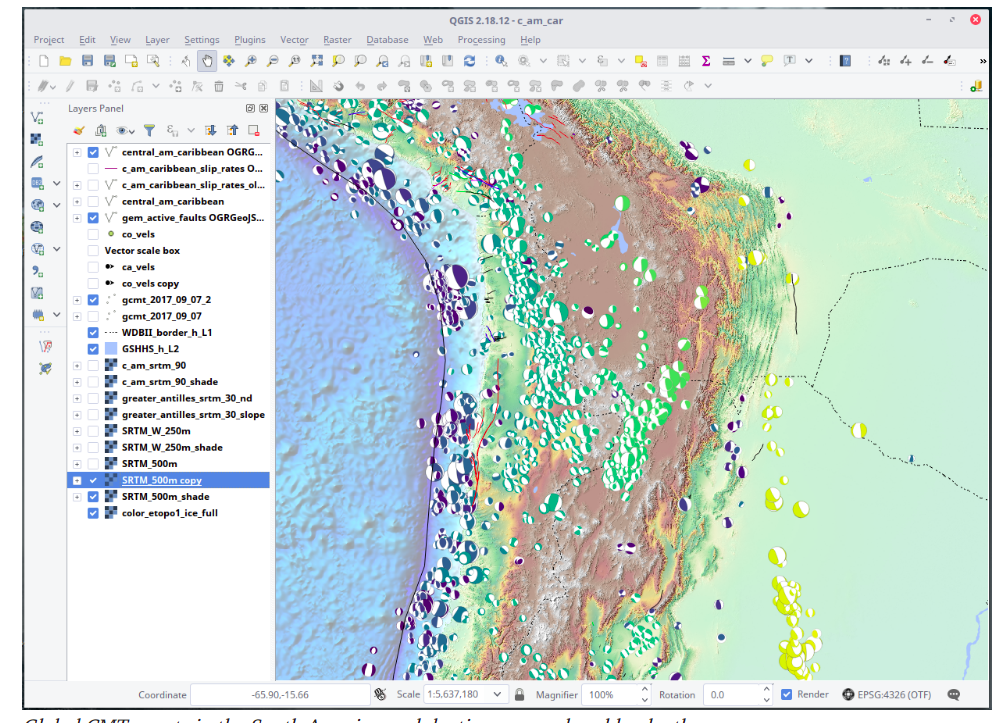 QGIS 2.18.12 - c_am_car
Project Edit View Layer Settings Plugins Vector Raster Database Web Processing Help
Layers Panel
central_am_caribbean OGRG...
c_am_caribbean_slip_rates O...
c_am_caribbean_slip_rates_ol...
central_am_caribbean
gem_active_faults OGRGeoJS...
co_vels
Vector scale box
ca_vels
co_vels copy
gcmt_2017_09_07_2
gcmt_2017_09_07
WDBII_border_h_L1
GSHHS_h_L2
c_am_srtm_90
c_am_srtm_90_shade
greater_antilles_srtm_30_nd
greater_antilles_srtm_30_slope
SRTM_W_250m
SRTM_W_250m_shade
SRTM_500m
SRTM_500m copy
SRTM_500m_shade
color_etopo1_ice_full
Coordinate -65.90,-15.66 Scale 1:5,637,180 Magnifier 100% Rotation 0.0 Render EPSG:4326 (OTF)